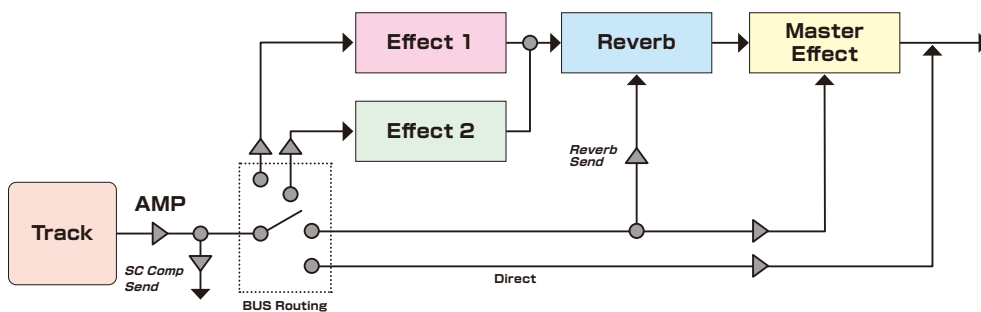 Effect 1
Reverb
Master
Effect
Effect 2
Reverb
Send
AMP
Track
SC Comp
Send
Direct
BUS Routing